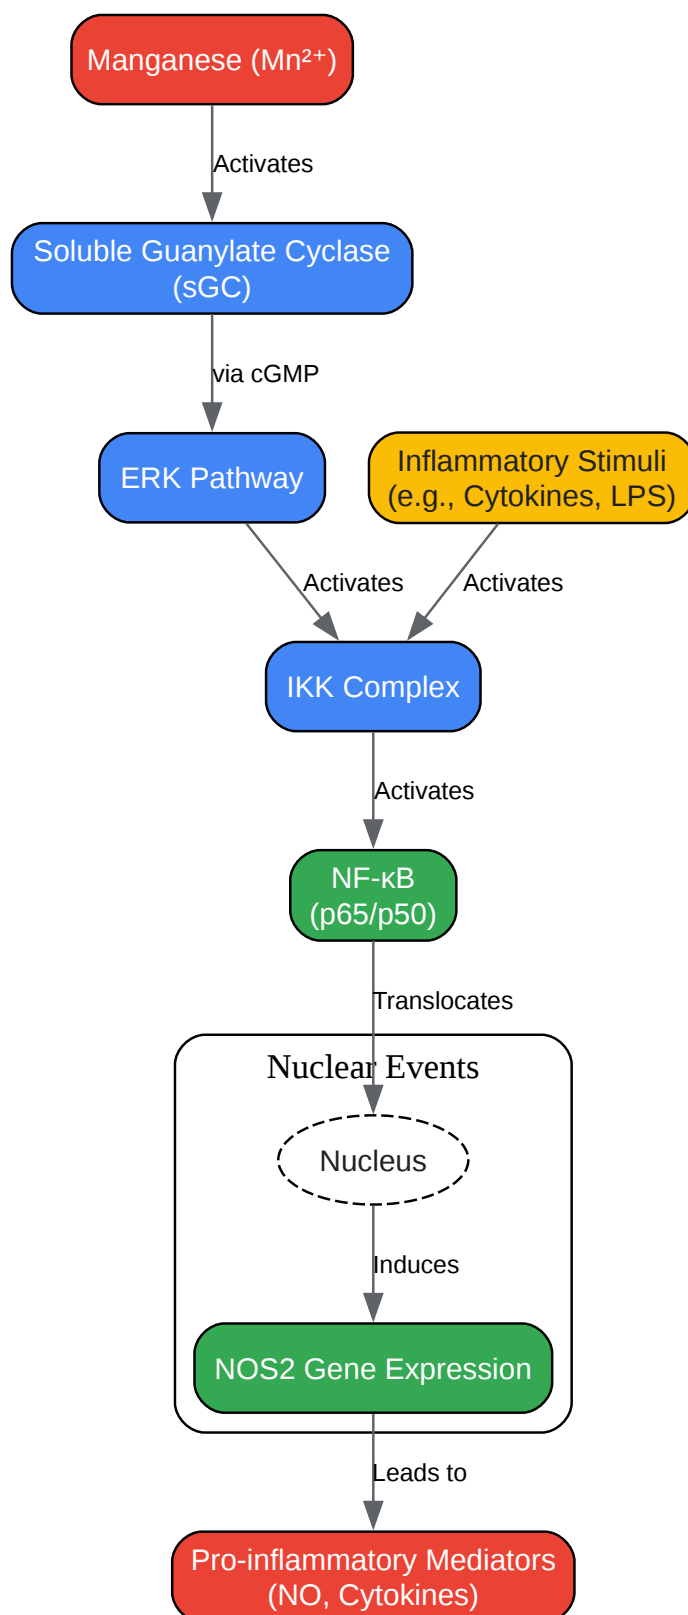 Manganese (Mn²⁺)
Activates
Soluble Guanylate Cyclase
(sGC)
via cGMP
ERK Pathway
Inflammatory Stimuli
(e.g., Cytokines, LPS)
Activates
Activates
IKK Complex
Activates
NF-κB
(p65/p50)
Translocates
Nuclear Events
Nucleus
Induces
NOS2 Gene Expression
Leads to
Pro-inflammatory Mediators
(NO, Cytokines)